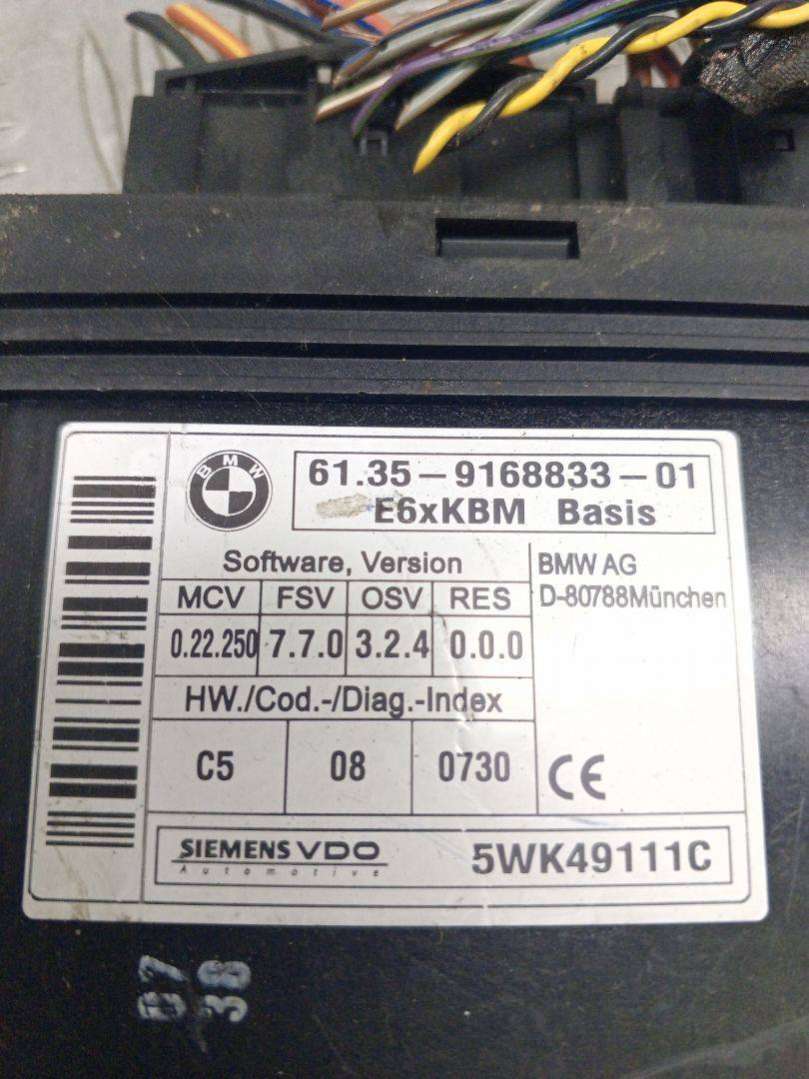 BMW
61.35-9168833-01
E6xKBM Basis
Software, Version
BMW AG
D-80788München
MCV FSV OSV RES
0.22.250 7.7.0 3.2.4 0.0.0
HW./Cod.-/Diag.-Index
C5 08 0730
CE
SIEMENS VDO
Automotive
5WK49111C
07
38